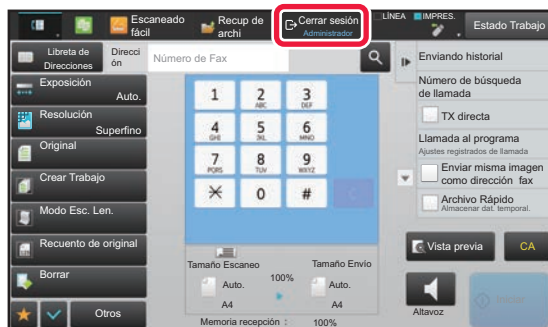 Escaneado fácil
Recup de archi
Cerrar sesión
Administrador
LÍNEA
IMPRES.
Estado Trabajo
Libreta de Direcciones
Direcci ón
Número de Fax
Exposición
Auto.
Resolución
Superfino
Original
Crear Trabajo
Modo Esc. Len.
Recuento de original
Borrar
Otros
1
2
ABC
3
DEF
4
GHI
5
JKL
6
MNO
7
PQRS
8
TUV
9
WXYZ
0
#
C
Tamaño Escaneo
Auto.
A4
100%
Tamaño Envío
Auto.
A4
Memoria recepción : 100%
Enviando historial
Número de búsqueda
de llamada
TX directa
Llamada al programa
Ajustes registrados de llamada
Enviar misma imagen
como dirección fax
Archivo Rápido
Almacenar dat. temporal.
Vista previa
CA
Altavoz
Iniciar